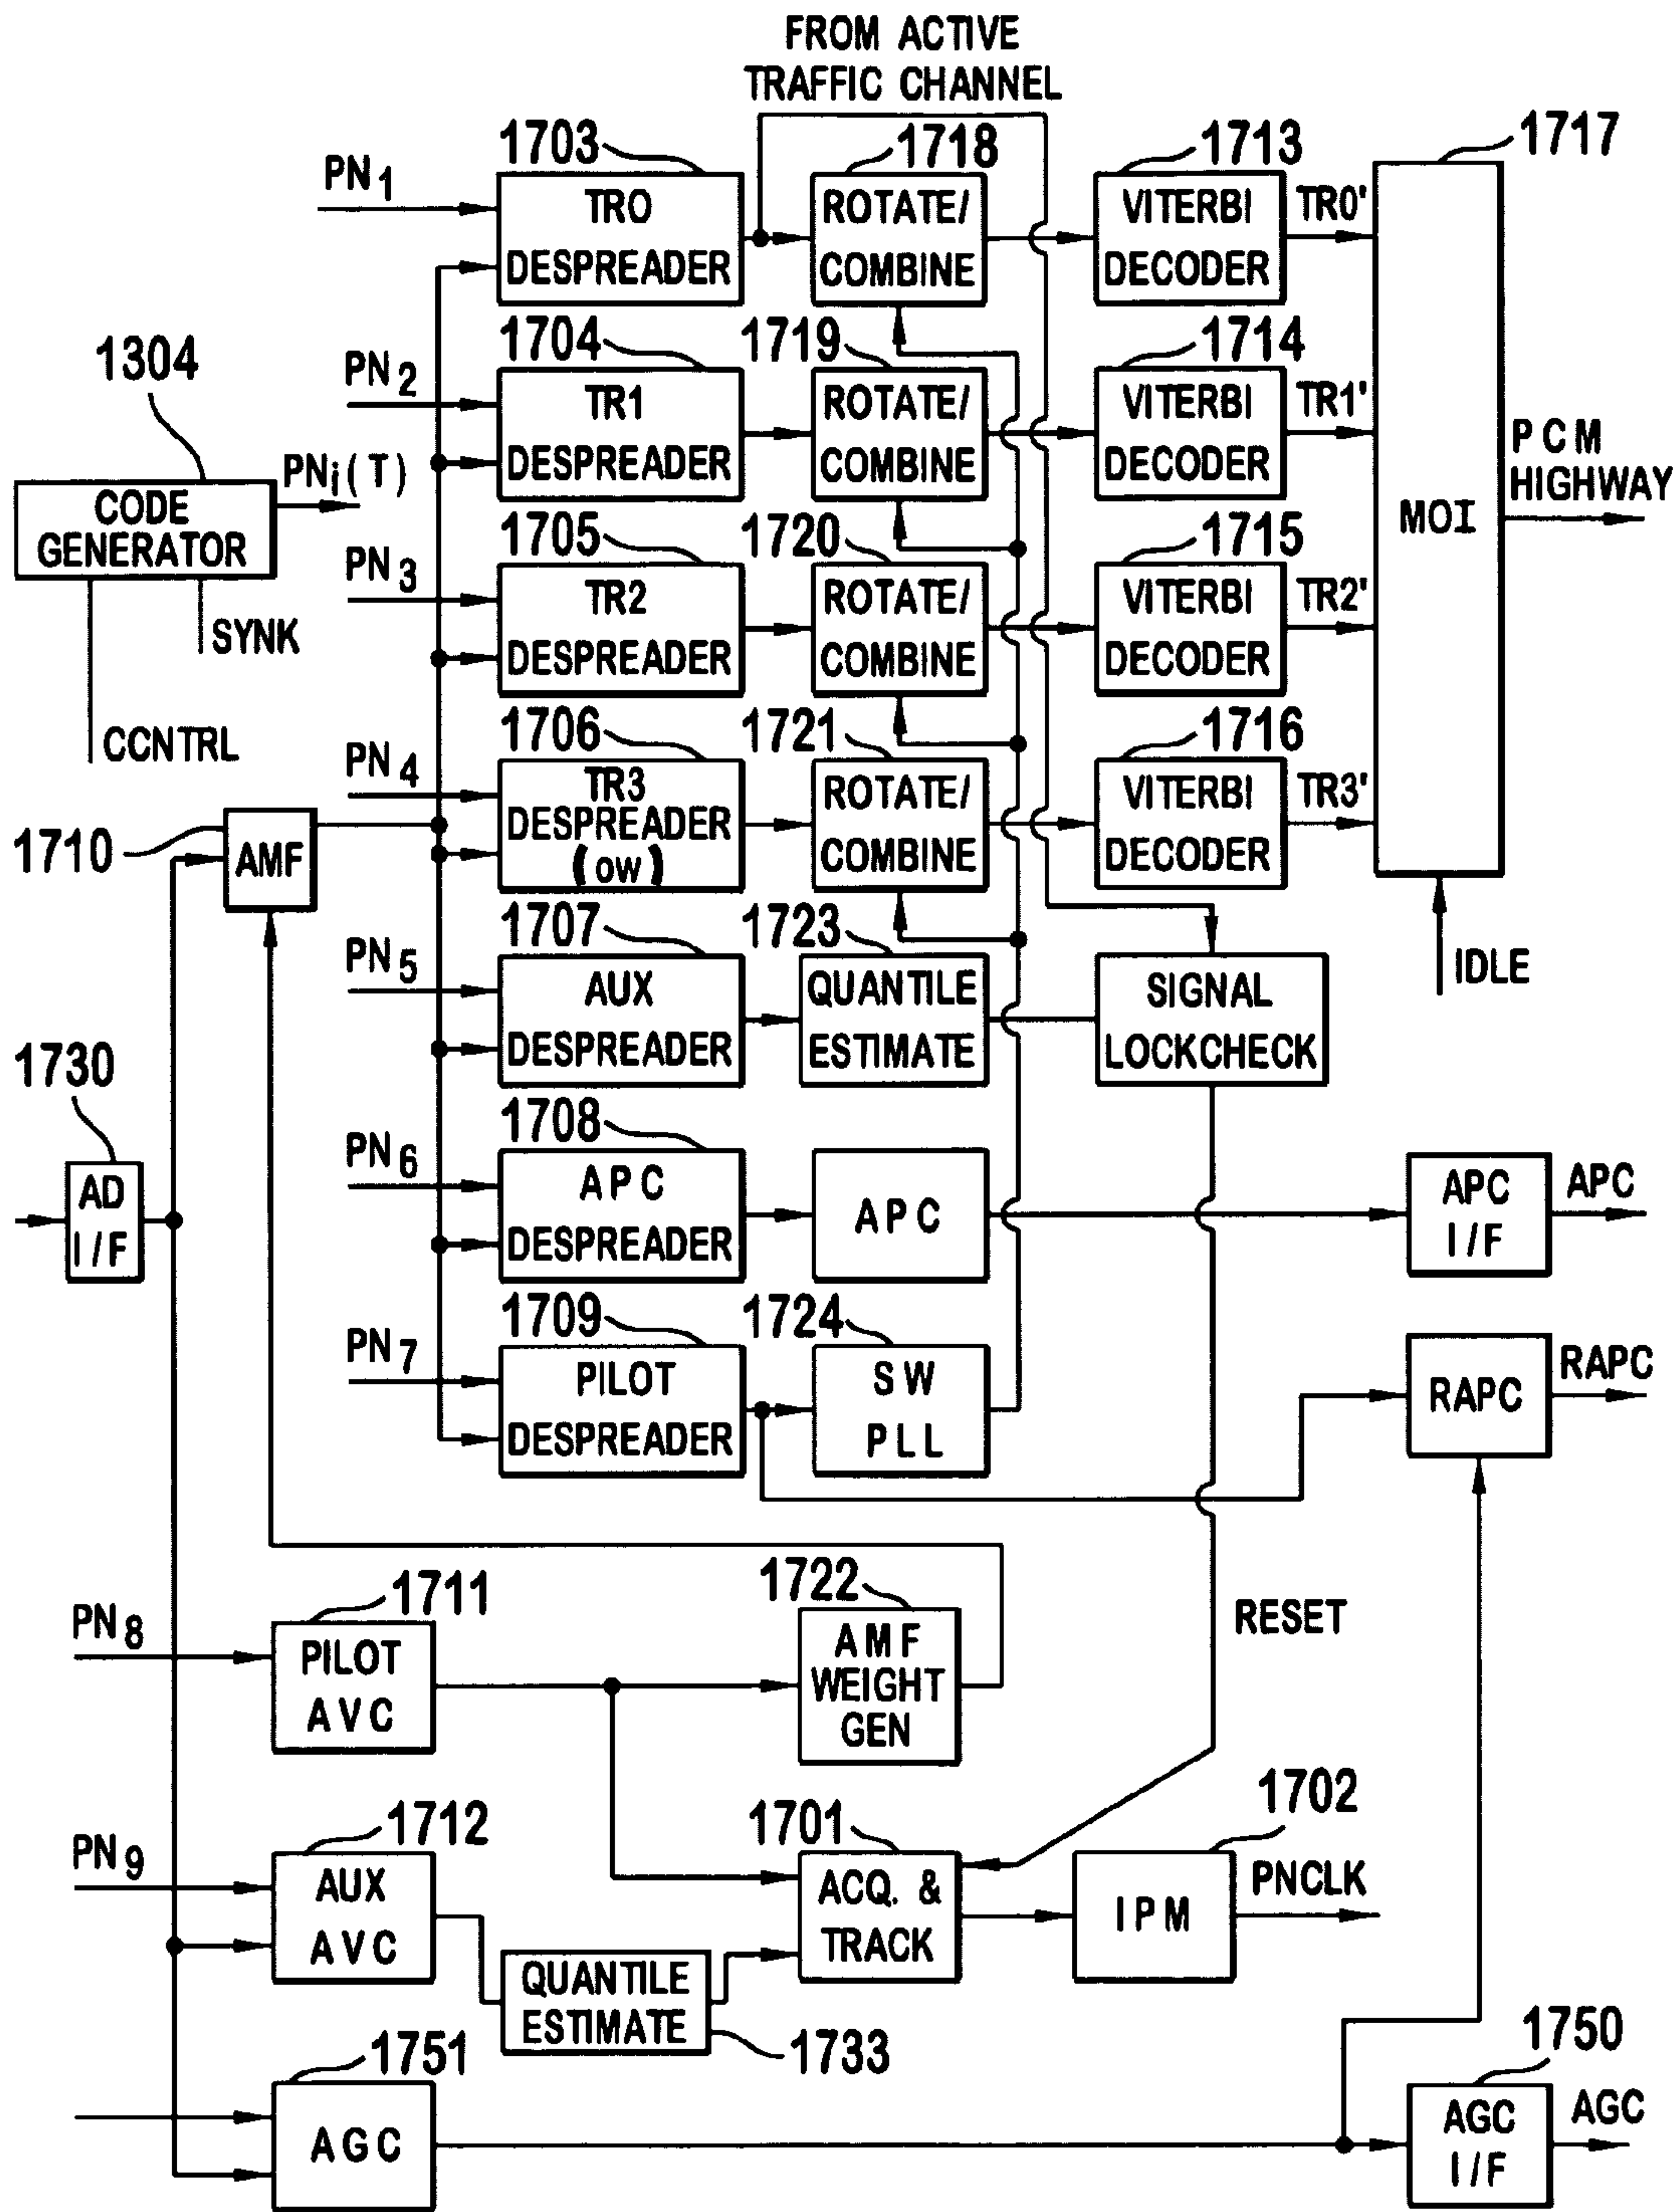 FROM ACTIVE
TRAFFIC CHANNEL
1703
1718
1713
1717
PN1
TRO
DESPREADER
ROTATE/
COMBINE
VITERBI
DECODER
TR0'
1304
1704
1719
1714
PN2
TR1
DESPREADER
ROTATE/
COMBINE
VITERBI
DECODER
TR1'
PCM
HIGHWAY
MOI
CODE
GENERATOR
PNi(T)
SYNK
CCNTRL
1705
1720
1715
PN3
TR2
DESPREADER
ROTATE/
COMBINE
VITERBI
DECODER
TR2'
1706
1721
1716
PN4
TR3
DESPREADER
(OW)
ROTATE/
COMBINE
VITERBI
DECODER
TR3'
1710
AMF
IDLE
1707
1723
PN5
AUX
DESPREADER
QUANTILE
ESTIMATE
SIGNAL
LOCKCHECK
1730
AD
I/F
1708
PN6
APC
DESPREADER
APC
APC
I/F
APC
1709
1724
PN7
PILOT
DESPREADER
SW
PLL
RAPC
RAPC
1711
1722
PN8
PILOT
AVC
AMF
WEIGHT
GEN
RESET
1712
1701
1702
PN9
AUX
AVC
QUANTILE
ESTIMATE
1733
ACQ. &
TRACK
IPM
PNCLK
1751
AGC
1750
AGC
I/F
AGC